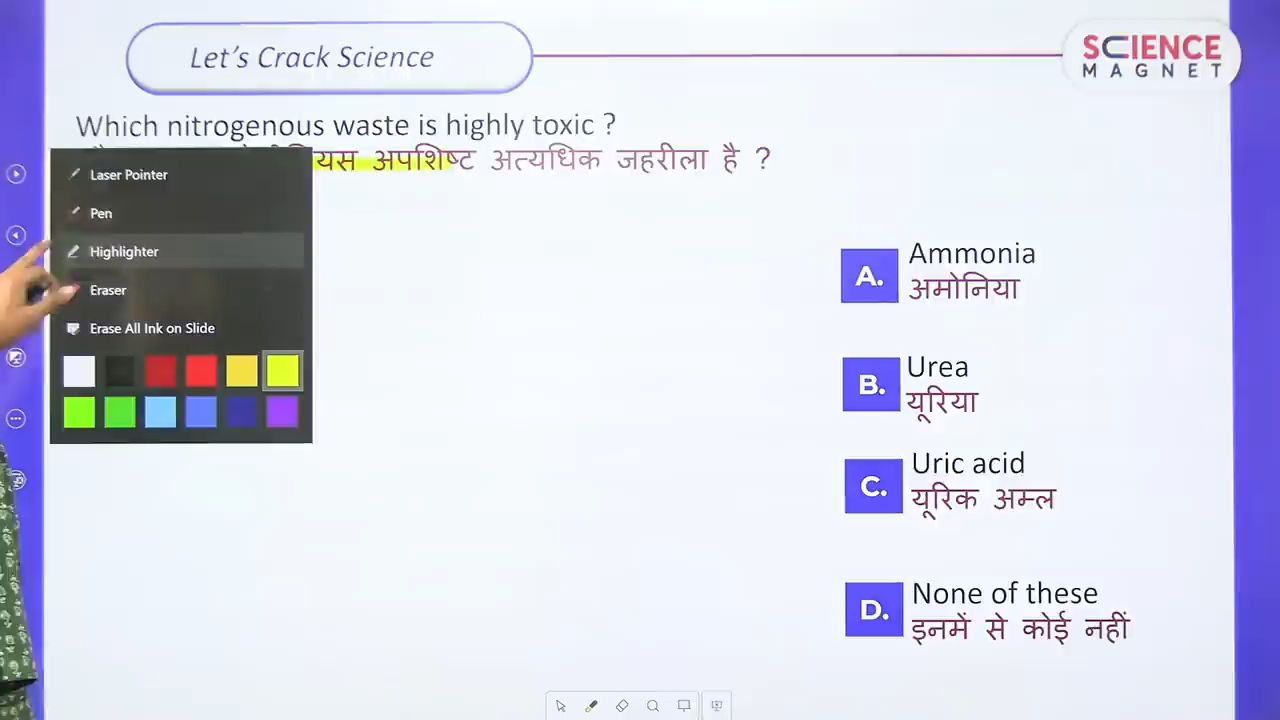 Let's Crack Science
SCIENCE
MAGNET
Which nitrogenous waste is highly toxic ?
अपशिष्ट अत्यधिक जहरीला है ?
Laser Pointer
Pen
Highlighter
Eraser
Erase All Ink on Slide
A.
Ammonia
अमोनिया
B.
Urea
यूरिया
C.
Uric acid
यूरिक अम्ल
D.
None of these
इनमें से कोई नहीं